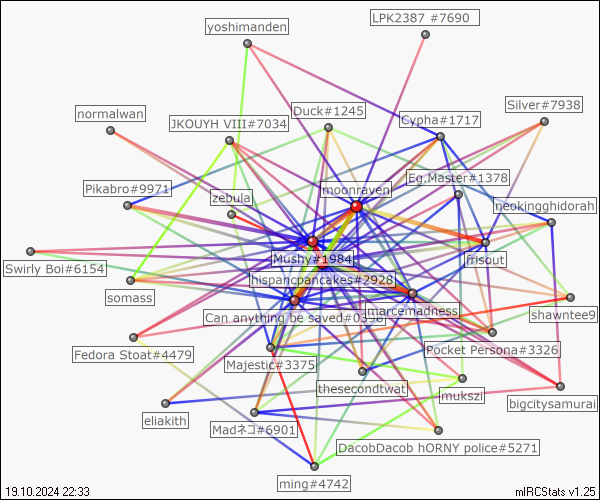 LPK2387 #7690
yoshimanden
Silver#7938
normalwan
Duck#1245
JKOUYH VIII#7034
Cypha#1717
Eg.Master#1378
Pikabro#9971
moonraven
zebula
neokingghidorah
Mushy#1984
frisout
Swirly Boi#6154
hispancpancakes#2928
somass
Can anything be saved#0396
marcemadness
shawntee9
Fedora Stoat#4479
Pocket Persona#3326
Majestic#3375
thesecondtwat
mukszi
bigcitysamurai
eliakith
Madネコ#6901
DacobDacob hORNY police#5271
ming#4742
19.10.2024 22:33
mIRCStats v1.25